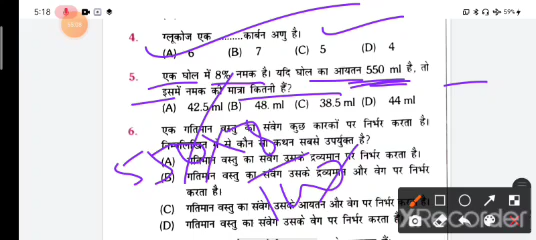 5:18
59%
4. ग्लूकोज एक ........कार्बन अणु है।
(A) 6 (B) 7 (C) 5 (D) 4
5. एक घोल में 8% नमक है। यदि घोल का आयतन 550 ml है, तो
इसमें नमक की मात्रा कितनी हैं?
(A) 42.5 ml (B) 48. ml (C) 38.5 ml (D) 44 ml
6. एक गतिमान वस्तु का संवेग कुछ कारकों पर निर्भर करता है।
निम्नलिखित में से कौन सा कथन सबसे उपर्युक्त है?
(A) गतिमान वस्तु का संवेग उसके द्रव्यमान पर निर्भर करता है।
(B) गतिमान वस्तु का संवेग उसके द्रव्यमान और वेग पर निर्भर
करता है।
(C) गतिमान वस्तु का संवेग उसके आयतन और वेग पर निर्भर
(D) गतिमान वस्तु का संवेग उसके वेग पर निर्भर करता है
XRecorder